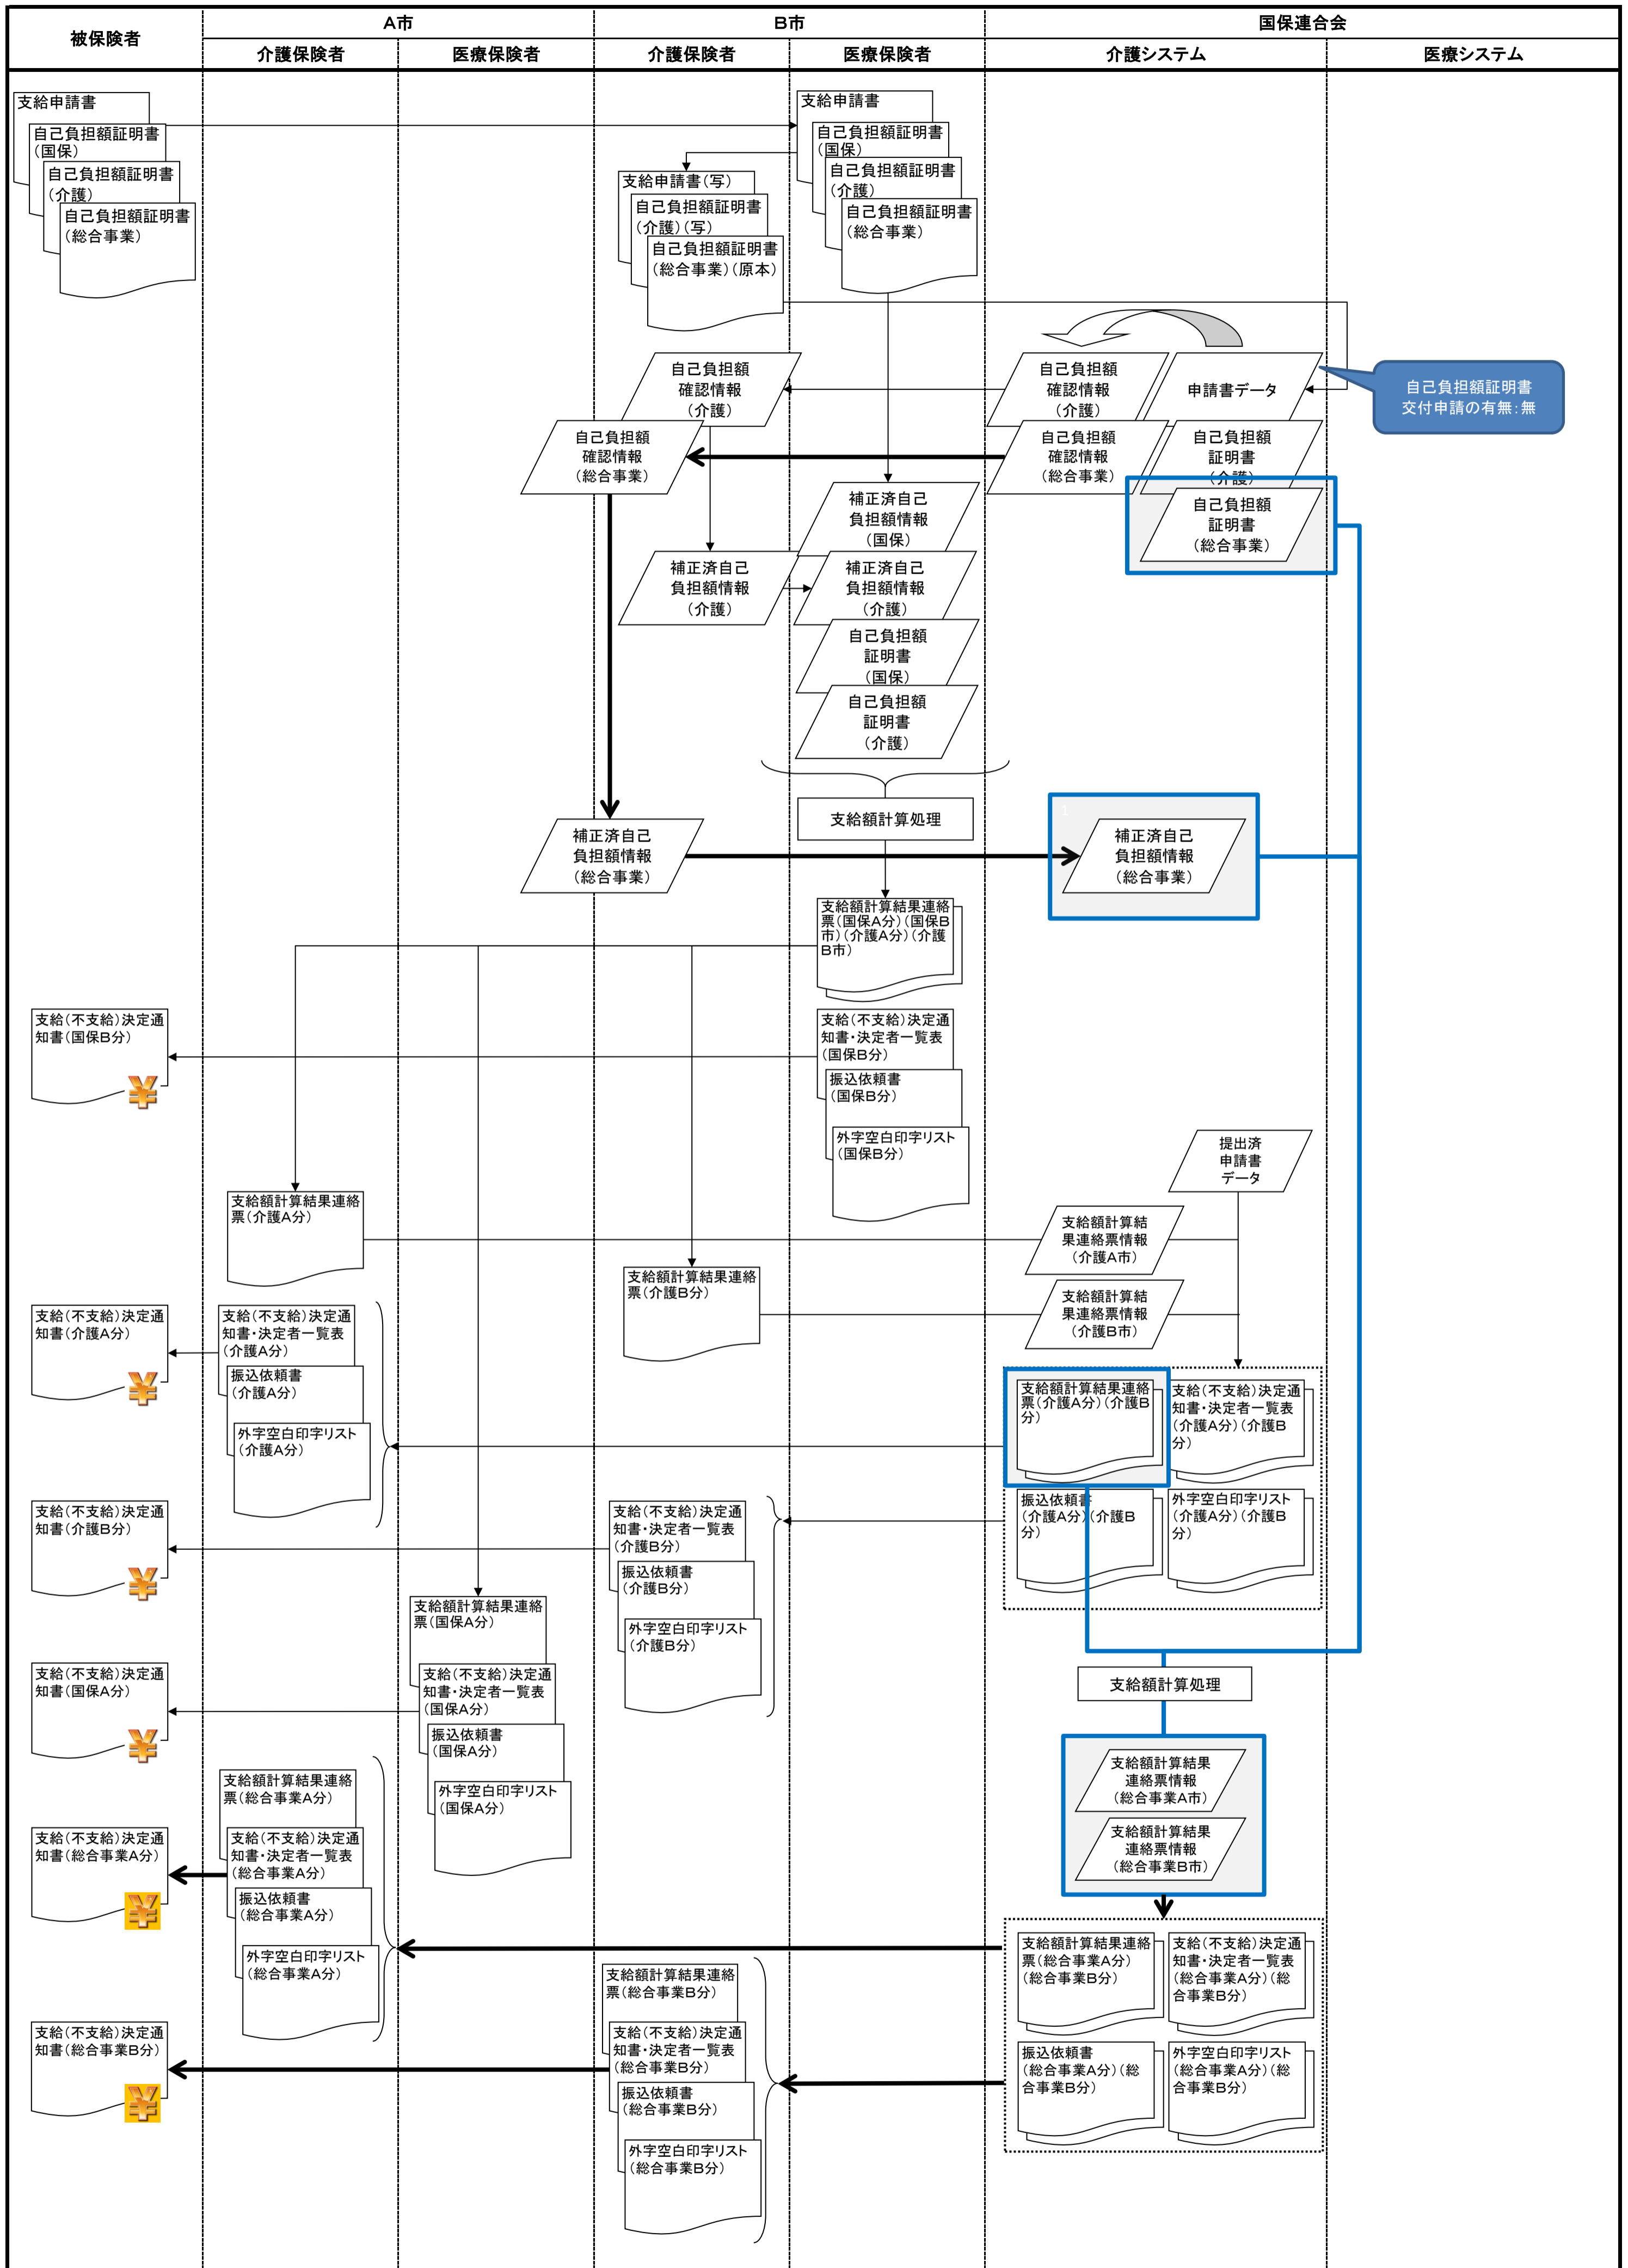 被保険者
A市
B市
国保連合会
介護保険者
医療保険者
介護保険者
医療保険者
介護システム
医療システム
支給申請書
自己負担額証明書
(国保)
自己負担額証明書
(介護)
自己負担額証明書
(総合事業)
支給申請書
自己負担額証明書
(国保)
自己負担額証明書
(介護)
自己負担額証明書
(総合事業)
支給申請書(写)
自己負担額証明書
(介護)(写)
自己負担額証明書
(総合事業)(原本)
自己負担額
確認情報
(介護)
自己負担額
確認情報
(総合事業)
自己負担額
確認情報
(介護)
申請書データ
自己負担額証明書
交付申請の有無:無
自己負担額
確認情報
(総合事業)
自己負担額
証明書
(介護)
自己負担額
証明書
(総合事業)
補正済自己
負担額情報
(国保)
補正済自己
負担額情報
(介護)
補正済自己
負担額情報
(介護)
自己負担額
証明書
(国保)
自己負担額
証明書
(介護)
支給額計算処理
補正済自己
負担額情報
(総合事業)
補正済自己
負担額情報
(総合事業)
支給額計算結果連絡
票(国保A分)(国保B
市)(介護A分)(介護
B市)
支給(不支給)決定通
知書(国保B分)
支給(不支給)決定通
知書・決定者一覧表
(国保B分)
振込依頼書
(国保B分)
外字空白印字リスト
(国保B分)
提出済
申請書
データ
支給額計算結果連絡
票(介護A分)
支給額計算結
果連絡票情報
(介護A市)
支給額計算結果連絡
票(介護B分)
支給額計算結
果連絡票情報
(介護B市)
支給(不支給)決定通
知書(介護A分)
支給(不支給)決定通
知書・決定者一覧表
(介護A分)
振込依頼書
(介護A分)
外字空白印字リスト
(介護A分)
支給額計算結果連絡
票(介護A分)(介護B
分)
支給(不支給)決定通
知書・決定者一覧表
(介護A分)(介護B
分)
振込依頼書
(介護A分)(介護B
分)
外字空白印字リスト
(介護A分)(介護B
分)
支給(不支給)決定通
知書(介護B分)
支給(不支給)決定通
知書・決定者一覧表
(介護B分)
振込依頼書
(介護B分)
外字空白印字リスト
(介護B分)
支給額計算結果連絡
票(国保A分)
支給(不支給)決定通
知書(国保A分)
支給(不支給)決定通
知書・決定者一覧表
(国保A分)
振込依頼書
(国保A分)
外字空白印字リスト
(国保A分)
支給額計算処理
支給額計算結果
連絡票情報
(総合事業A市)
支給額計算結果
連絡票情報
(総合事業B市)
支給額計算結果連絡
票(総合事業A分)
支給(不支給)決定通
知書(総合事業A分)
支給(不支給)決定通
知書・決定者一覧表
(総合事業A分)
振込依頼書
(総合事業A分)
外字空白印字リスト
(総合事業A分)
支給額計算結果連絡
票(総合事業A分)
(総合事業B分)
支給(不支給)決定通
知書・決定者一覧表
(総合事業A分)(総
合事業B分)
振込依頼書
(総合事業A分)(総
合事業B分)
外字空白印字リスト
(総合事業A分)(総
合事業B分)
支給額計算結果連絡
票(総合事業B分)
支給(不支給)決定通
知書(総合事業B分)
支給(不支給)決定通
知書・決定者一覧表
(総合事業B分)
振込依頼書
(総合事業B分)
外字空白印字リスト
(総合事業B分)